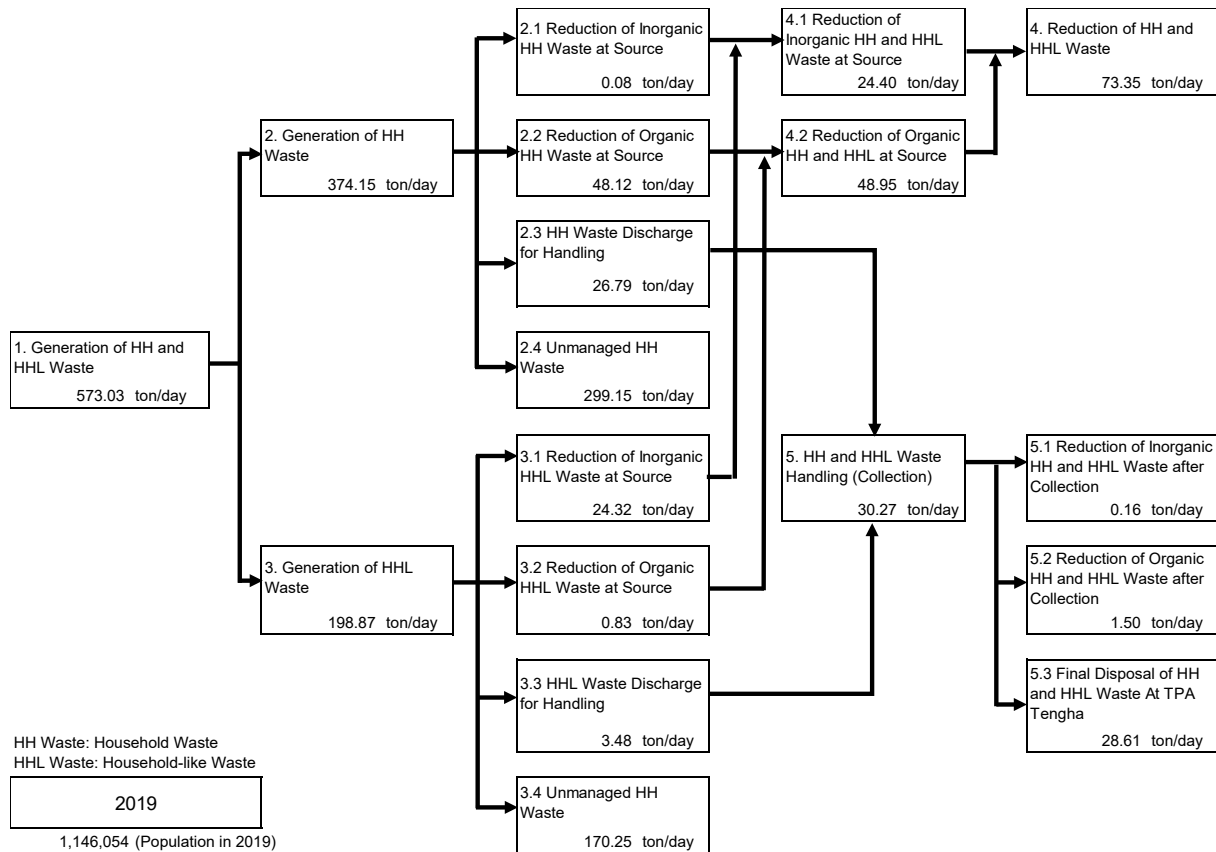 2.1 Reduction of Inorganic
HH Waste at Source
0.08 ton/day
4.1 Reduction of
Inorganic HH and HHL
Waste at Source
24.40 ton/day
4. Reduction of HH and
HHL Waste
73.35 ton/day
2. Generation of HH
Waste
374.15 ton/day
2.2 Reduction of Organic
HH Waste at Source
48.12 ton/day
4.2 Reduction of Organic
HH and HHL at Source
48.95 ton/day
2.3 HH Waste Discharge
for Handling
26.79 ton/day
1. Generation of HH and
HHL Waste
573.03 ton/day
2.4 Unmanaged HH
Waste
299.15 ton/day
3.1 Reduction of Inorganic
HHL Waste at Source
24.32 ton/day
5. HH and HHL Waste
Handling (Collection)
30.27 ton/day
5.1 Reduction of Inorganic
HH and HHL Waste after
Collection
0.16 ton/day
3. Generation of HHL
Waste
198.87 ton/day
3.2 Reduction of Organic
HHL Waste at Source
0.83 ton/day
5.2 Reduction of Organic
HH and HHL Waste after
Collection
1.50 ton/day
3.3 HHL Waste Discharge
for Handling
3.48 ton/day
5.3 Final Disposal of HH
and HHL Waste At TPA
Tengha
28.61 ton/day
3.4 Unmanaged HH
Waste
170.25 ton/day
HH Waste: Household Waste
HHL Waste: Household-like Waste
2019
1,146,054 (Population in 2019)